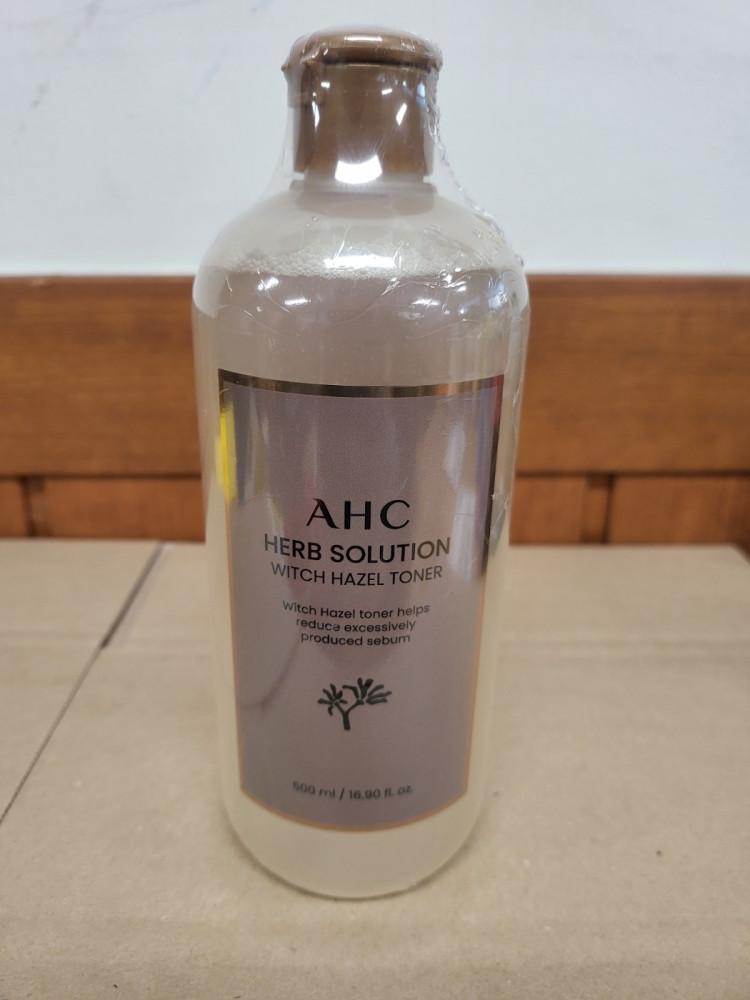 AHC
HERB SOLUTION
WITCH HAZEL TONER
Witch Hazel toner helps
reduce excessively
produced sebum
500 ml / 16.90 fl. oz.